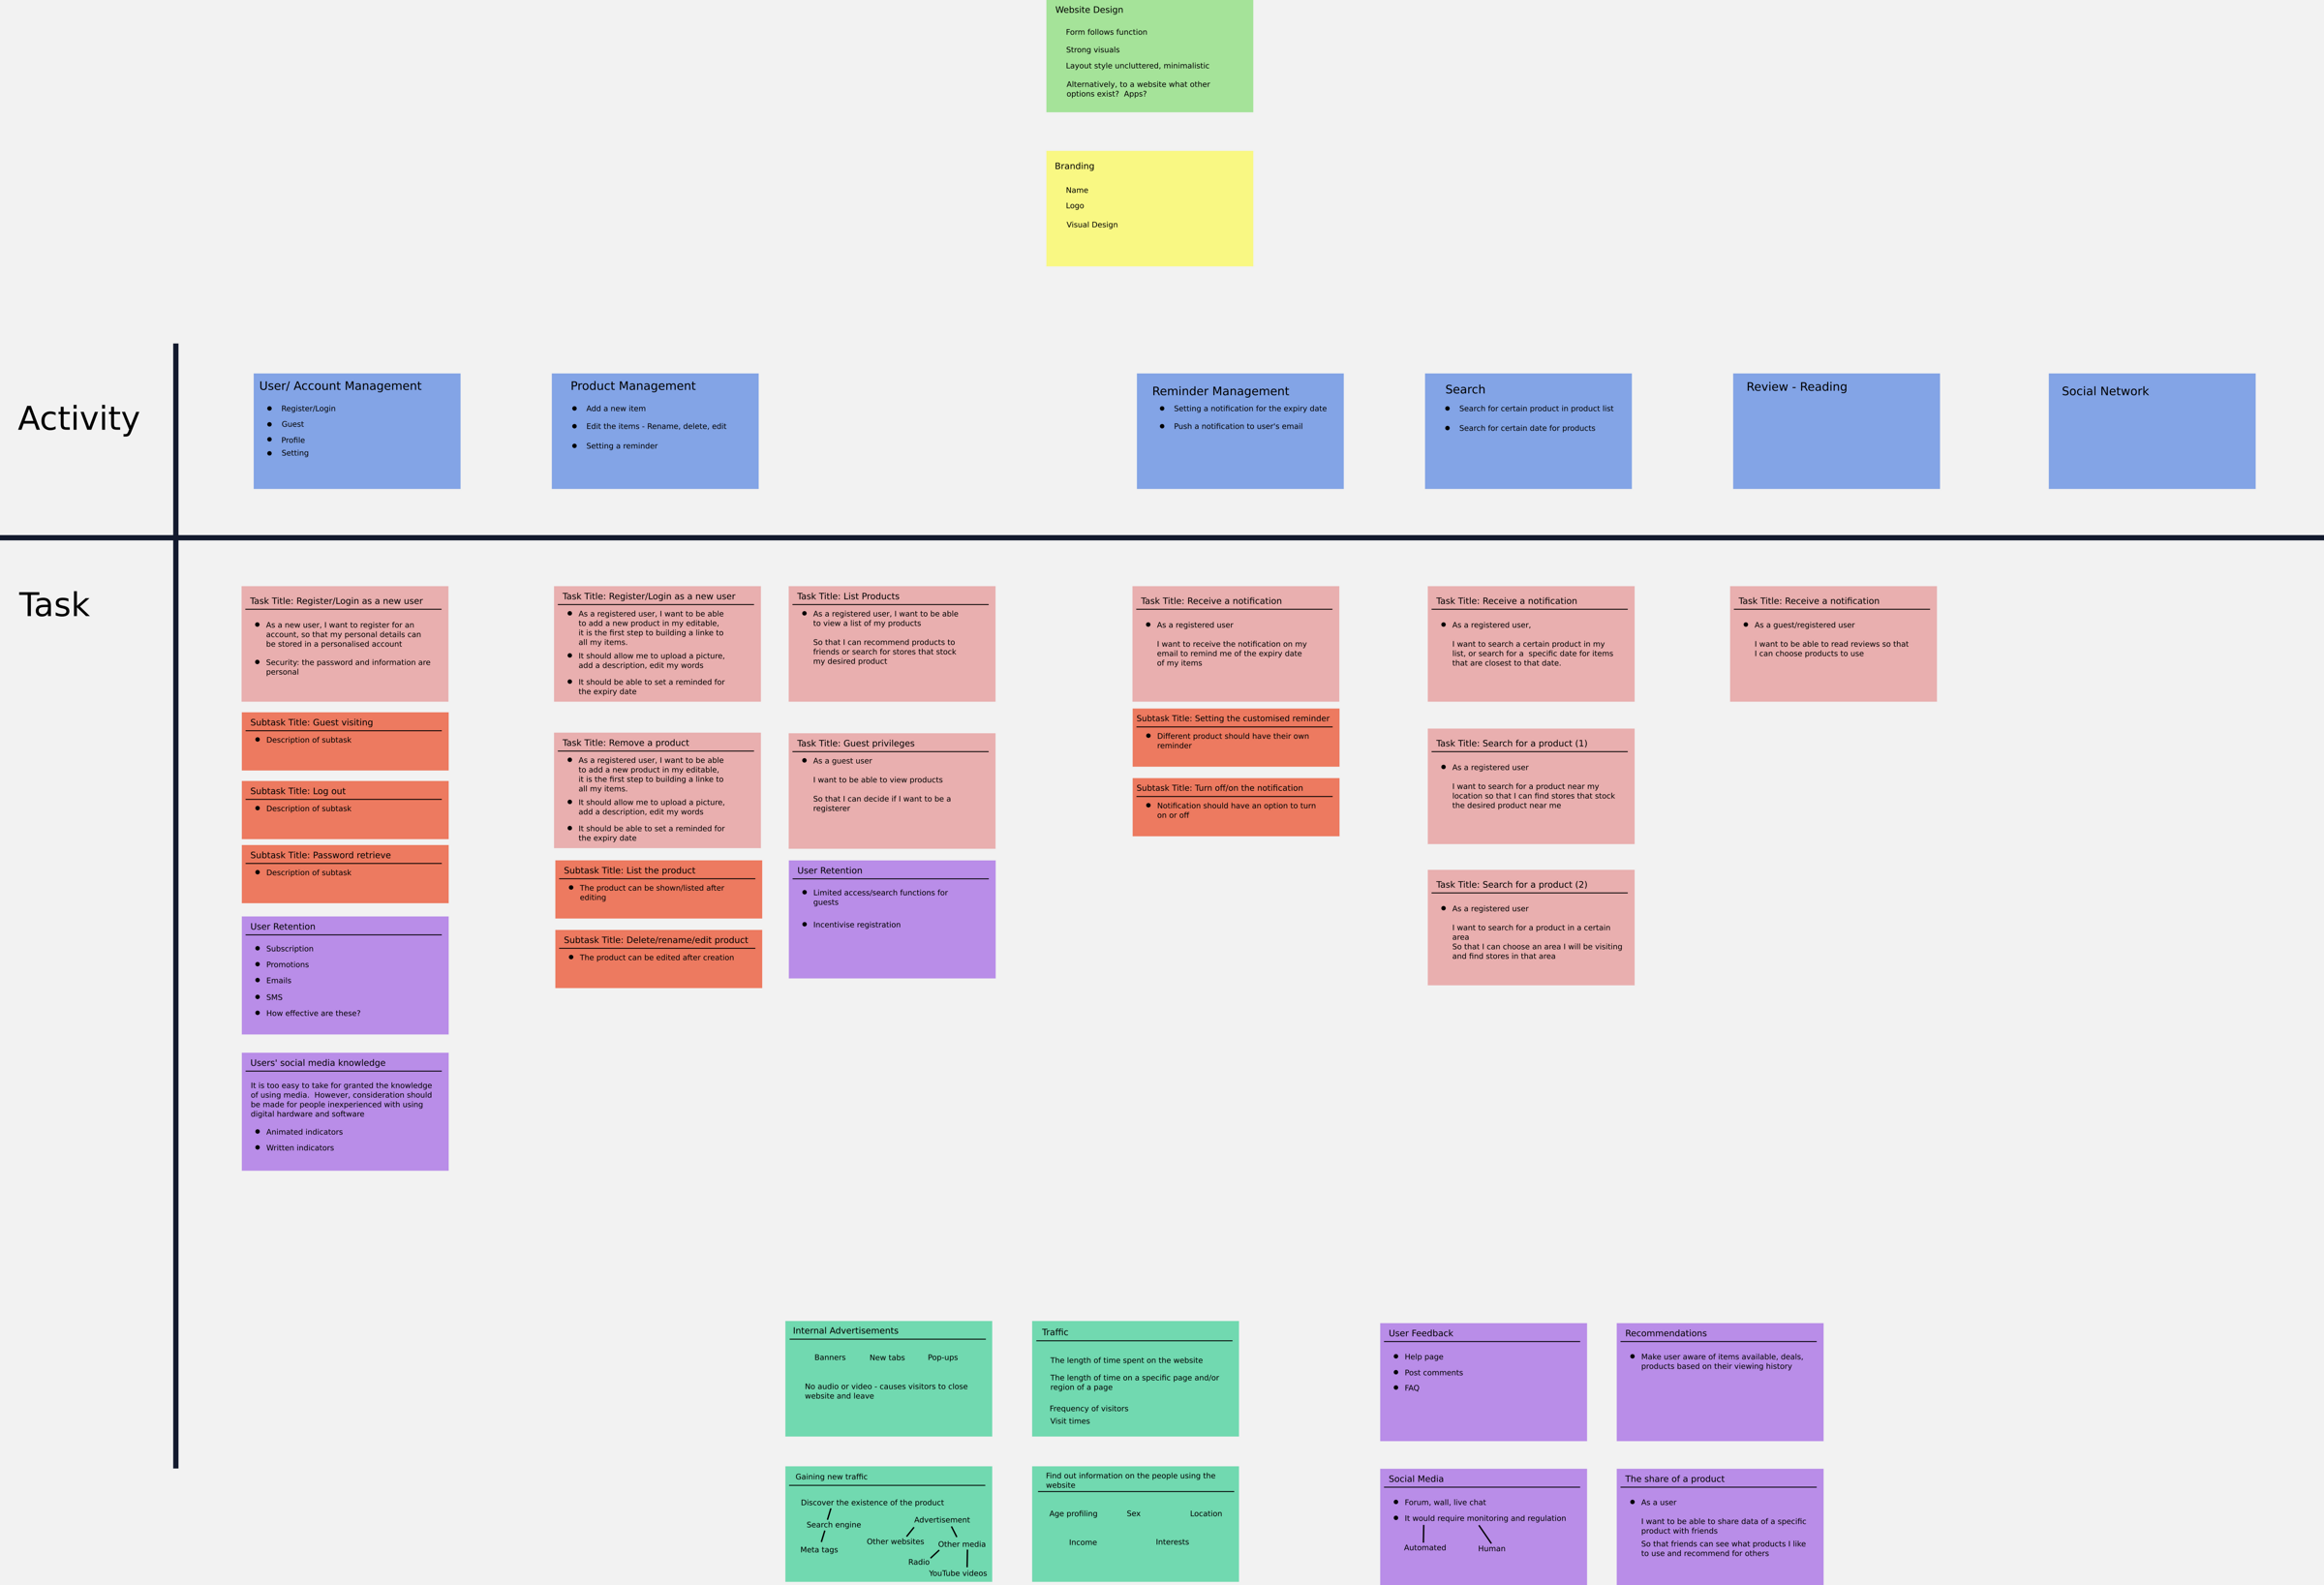 Website Design
Form follows function
Strong visuals
Layout style uncluttered, minimalistic
Alternatively, to a website what other
options exist?  Apps?
Branding
Name
Logo
Visual Design
Activity
User/ Account Management
Register/Login
Guest
Profile
Setting
Product Management
Add a new item
Edit the items - Rename, delete, edit
Setting a reminder
Reminder Management
Setting a notification for the expiry date
Push a notification to user's email
Search
Search for certain product in product list
Search for certain date for products
Review - Reading
Social Network
Task
Task Title: Register/Login as a new user
As a new user, I want to register for an
account, so that my personal details can
be stored in a personalised account
Security: the password and information are
personal
Subtask Title: Guest visiting
Description of subtask
Subtask Title: Log out
Description of subtask
Subtask Title: Password retrieve
Description of subtask
User Retention
Subscription
Promotions
Emails
SMS
How effective are these?
Users' social media knowledge
It is too easy to take for granted the knowledge
of using media.  However, consideration should
be made for people inexperienced with using
digital hardware and software
Animated indicators
Written indicators
Task Title: Register/Login as a new user
As a registered user, I want to be able
to add a new product in my editable,
it is the first step to building a linke to
all my items.
It should allow me to upload a picture,
add a description, edit my words
It should be able to set a reminded for
the expiry date
Task Title: Remove a product
As a registered user, I want to be able
to add a new product in my editable,
it is the first step to building a linke to
all my items.
It should allow me to upload a picture,
add a description, edit my words
It should be able to set a reminded for
the expiry date
Subtask Title: List the product
The product can be shown/listed after
editing
Subtask Title: Delete/rename/edit product
The product can be edited after creation
Task Title: List Products
As a registered user, I want to be able
to view a list of my products
So that I can recommend products to
friends or search for stores that stock
my desired product
Task Title: Guest privileges
As a guest user
I want to be able to view products
So that I can decide if I want to be a
registerer
User Retention
Limited access/search functions for
guests
Incentivise registration
Task Title: Receive a notification
As a registered user
I want to receive the notification on my
email to remind me of the expiry date
of my items
Subtask Title: Setting the customised reminder
Different product should have their own
reminder
Subtask Title: Turn off/on the notification
Notification should have an option to turn
on or off
Task Title: Receive a notification
As a registered user,
I want to search a certain product in my
list, or search for a  specific date for items
that are closest to that date.
Task Title: Search for a product (1)
As a registered user
I want to search for a product near my
location so that I can find stores that stock
the desired product near me
Task Title: Search for a product (2)
As a registered user
I want to search for a product in a certain
area
So that I can choose an area I will be visiting
and find stores in that area
Task Title: Receive a notification
As a guest/registered user
I want to be able to read reviews so that
I can choose products to use
Internal Advertisements
Banners New tabs Pop-ups
No audio or video - causes visitors to close
website and leave
Traffic
The length of time spent on the website
The length of time on a specific page and/or
region of a page
Frequency of visitors
Visit times
User Feedback
Help page
Post comments
FAQ
Recommendations
Make user aware of items available, deals,
products based on their viewing history
Gaining new traffic
Discover the existence of the product
Search engine
Meta tags
Advertisement
Other websites
Other media
Radio
YouTube videos
Find out information on the people using the
website
Age profiling Sex Location
Income Interests
Social Media
Forum, wall, live chat
It would require monitoring and regulation
Automated
Human
The share of a product
As a user
I want to be able to share data of a specific
product with friends
So that friends can see what products I like
to use and recommend for others